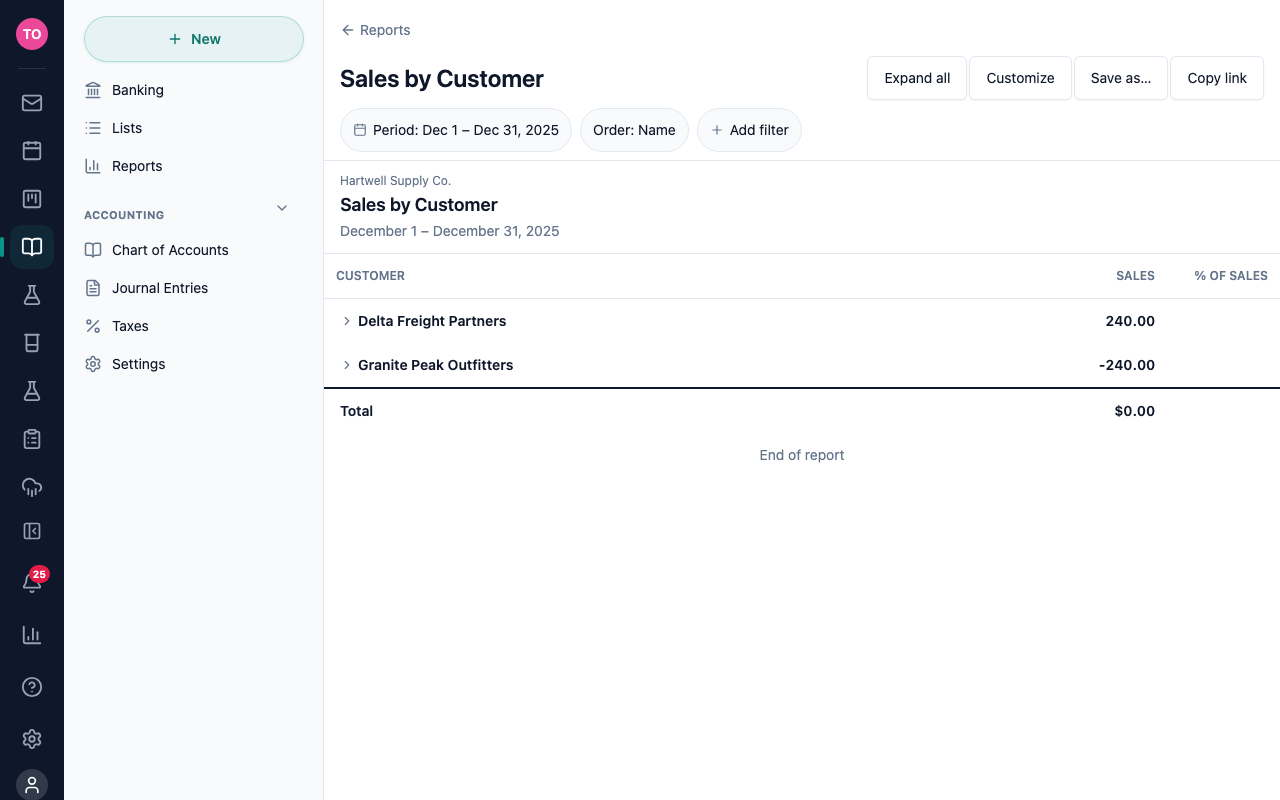 TO
New
Banking
Lists
Reports
ACCOUNTING
Chart of Accounts
Journal Entries
Taxes
Settings
25
Reports
Sales by Customer
Expand all
Customize
Save as...
Copy link
Period: Dec 1 – Dec 31, 2025
Order: Name
Add filter
Hartwell Supply Co.
Sales by Customer
December 1 – December 31, 2025
CUSTOMER SALES % OF SALES
Delta Freight Partners 240.00
Granite Peak Outfitters -240.00
Total $0.00
End of report